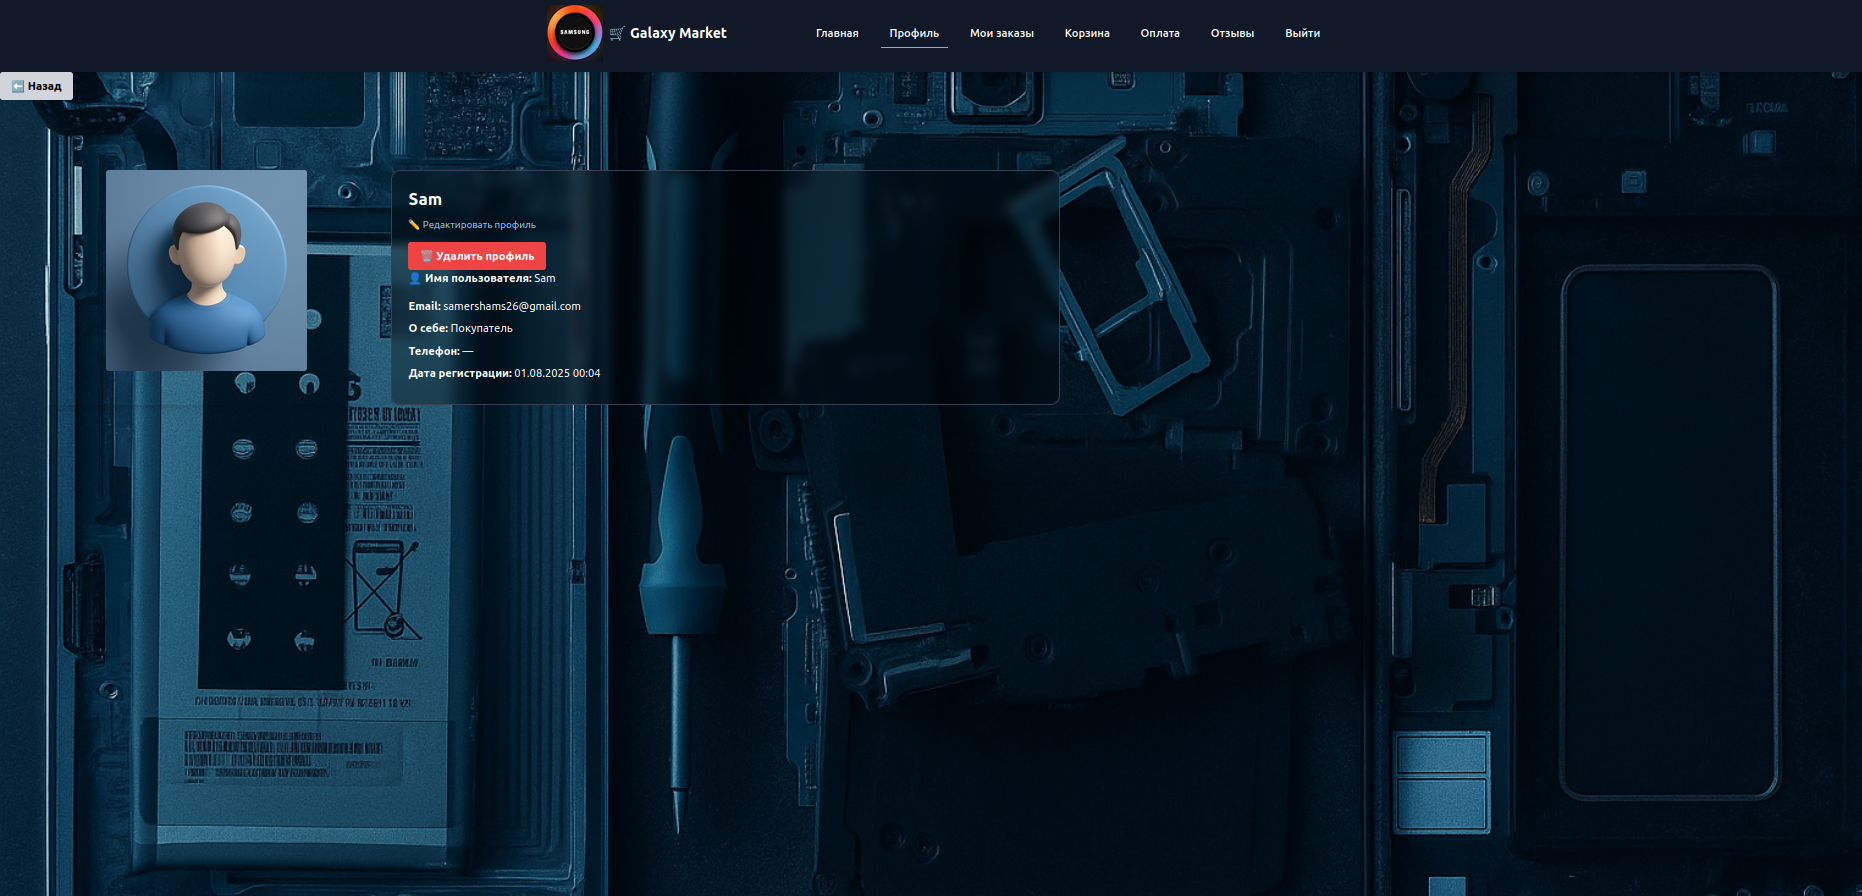 SAMSUNG
🛒 Galaxy Market
Главная
Профиль
Мои заказы
Корзина
Оплата
Отзывы
Выйти
⬅️ Назад
Sam
✏️ Редактировать профиль
🗑️ Удалить профиль
👤 Имя пользователя: Sam
Email: samershams26@gmail.com
О себе: Покупатель
Телефон: —
Дата регистрации: 01.08.2025 00:04